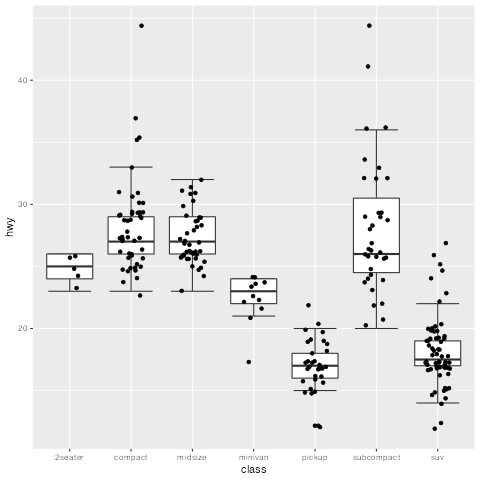 hwy
40
30
20
2seater compact midsize minivan pickup subcompact suv
class